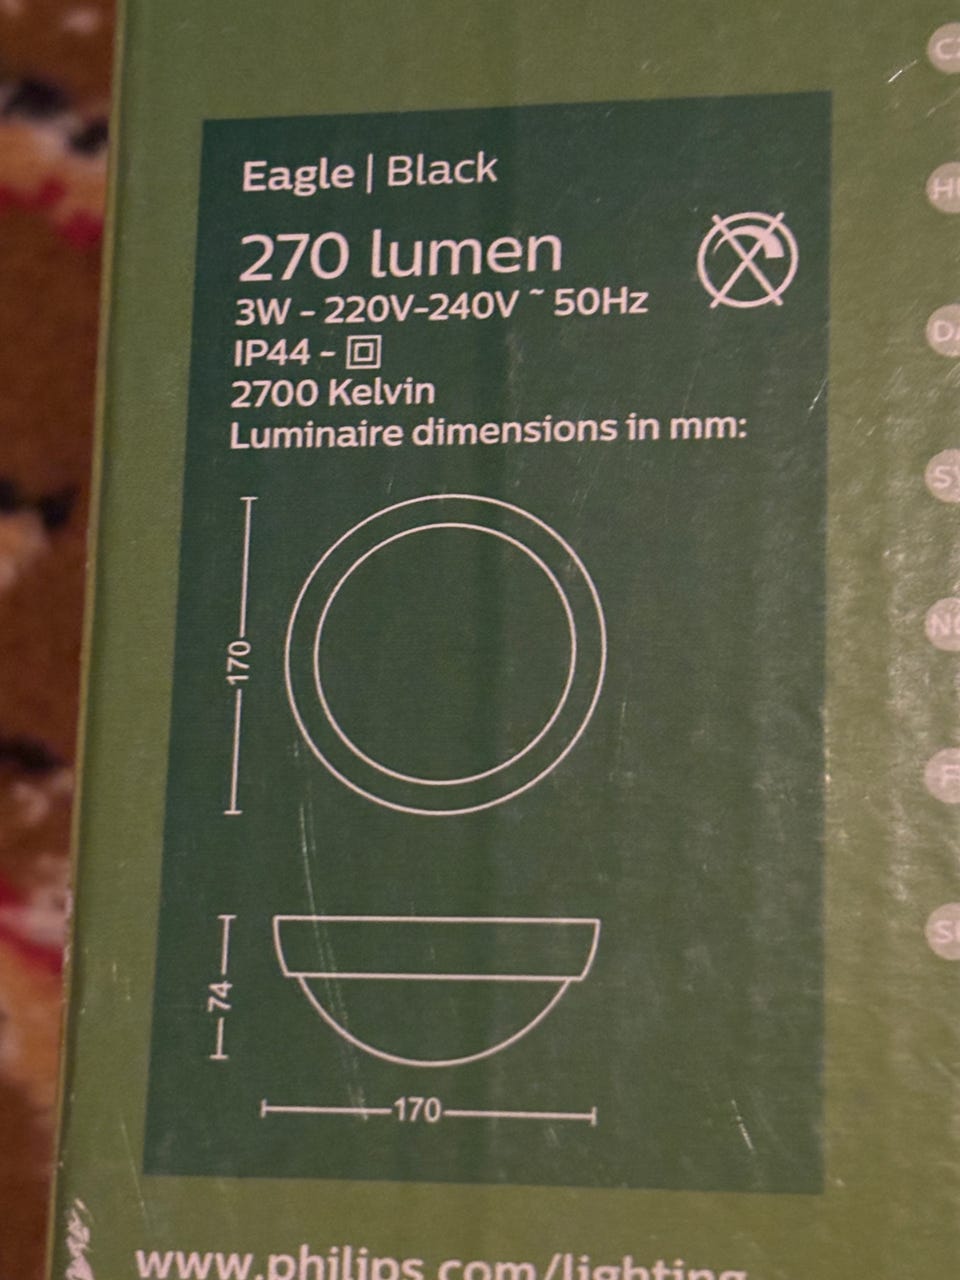 Eagle | Black
270 lumen
3W - 220V-240V ~ 50Hz
IP44 -
2700 Kelvin
Luminaire dimensions in mm:
170
74
170
www.philips.com/lighting